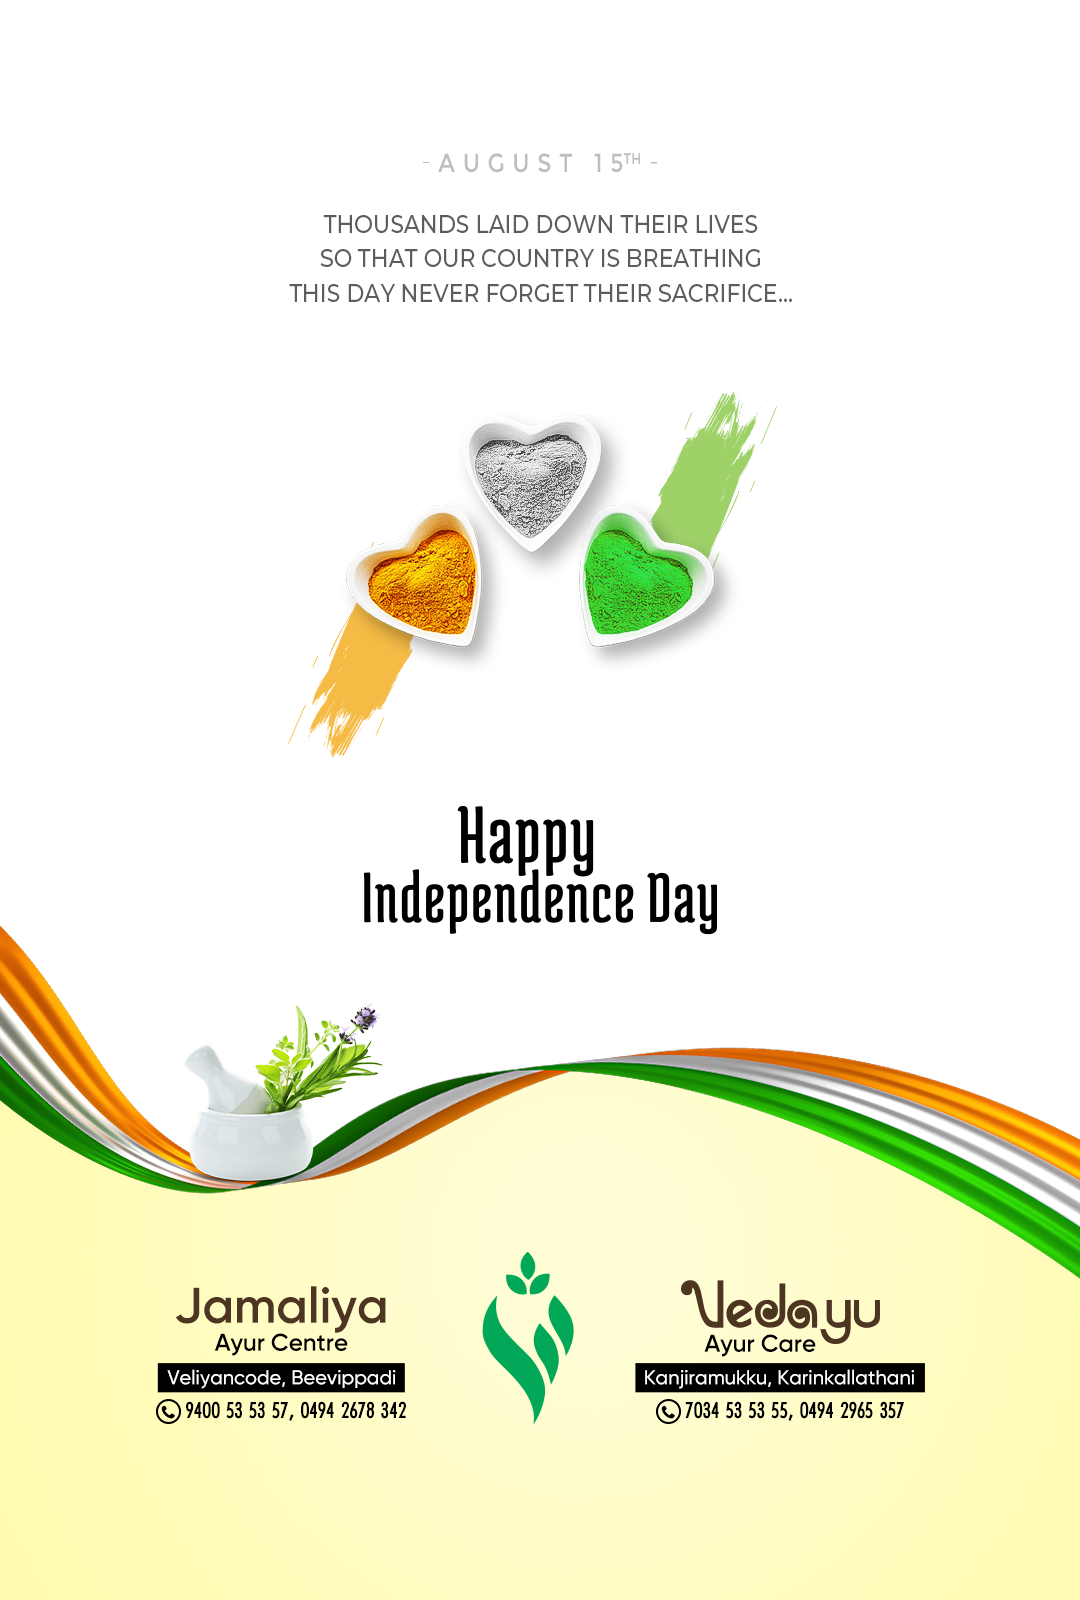 - AUGUST 15TH -
THOUSANDS LAID DOWN THEIR LIVES
SO THAT OUR COUNTRY IS BREATHING
THIS DAY NEVER FORGET THEIR SACRIFICE...
Happy
Independence Day
Jamaliya
Ayur Centre
Veliyancode, Beevippadi
9400 53 53 57, 0494 2678 342
Vedayu
Ayur Care
Kanjiramukku, Karinkallathani
7034 53 53 55, 0494 2965 357